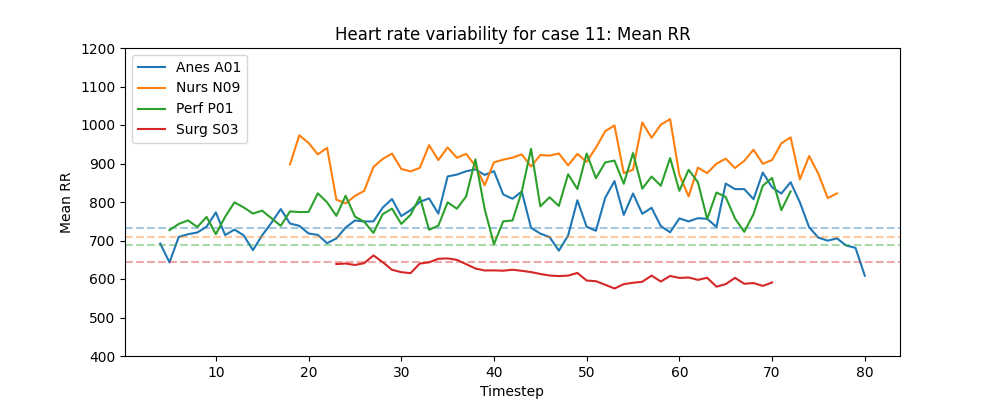 Heart rate variability for case 11: Mean RR
1200
1100
1000
900
800
700
600
500
400
Mean RR
Anes A01
Nurs N09
Perf P01
Surg S03
10 20 30 40 50 60 70 80
Timestep